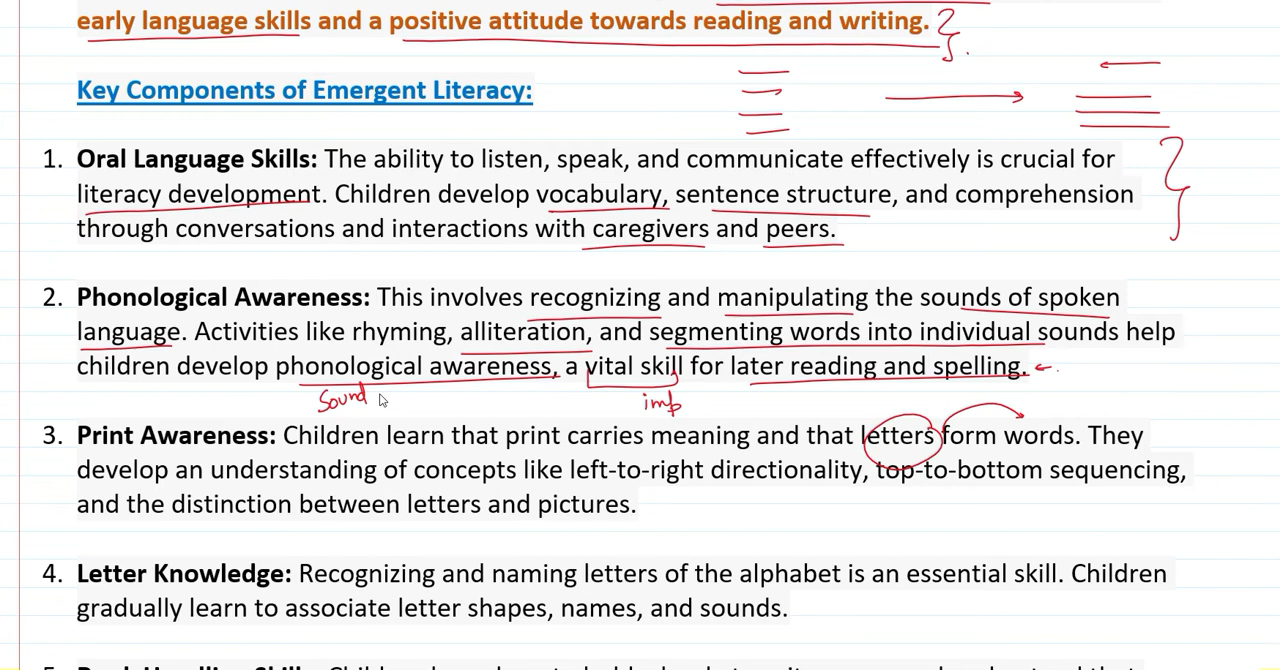 early language skills and a positive attitude towards reading and writing.
Key Components of Emergent Literacy:
1. Oral Language Skills: The ability to listen, speak, and communicate effectively is crucial for
literacy development. Children develop vocabulary, sentence structure, and comprehension
through conversations and interactions with caregivers and peers.
2. Phonological Awareness: This involves recognizing and manipulating the sounds of spoken
language. Activities like rhyming, alliteration, and segmenting words into individual sounds help
children develop phonological awareness, a vital skill for later reading and spelling.
Sound imp
3. Print Awareness: Children learn that print carries meaning and that letters form words. They
develop an understanding of concepts like left-to-right directionality, top-to-bottom sequencing,
and the distinction between letters and pictures.
4. Letter Knowledge: Recognizing and naming letters of the alphabet is an essential skill. Children
gradually learn to associate letter shapes, names, and sounds.